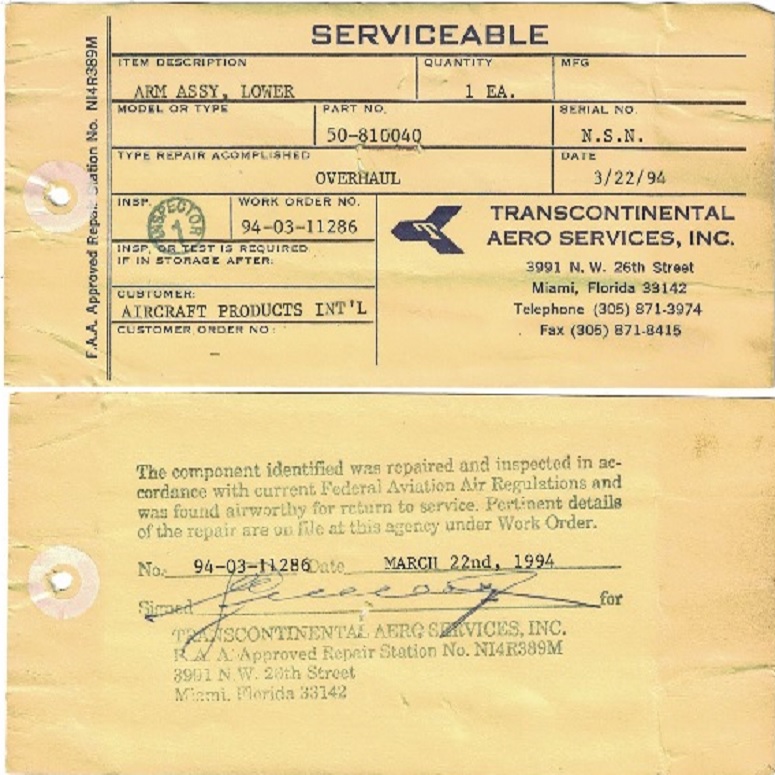 SERVICEABLE
F.A.A. Approved Repair Station No. NI4R389M
ITEM DESCRIPTION QUANTITY MFG
ARM ASSY, LOWER 1 EA.
MODEL OR TYPE PART NO. SERIAL NO.
50-810040 N.S.N.
TYPE REPAIR ACOMPLISHED DATE
OVERHAUL 3/22/94
INSP. WORK ORDER NO.
INSPECTOR 1
94-03-11286
INSP. OR TEST IS REQUIRED
IF IN STORAGE AFTER:
CUSTOMER:
AIRCRAFT PRODUCTS INT'L
CUSTOMER ORDER NO:
-
TRANSCONTINENTAL
AERO SERVICES, INC.
3991 N. W. 26th Street
Miami, Florida 33142
Telephone (305) 871-3974
Fax (305) 871-8415
The component identified was repaired and inspected in ac-
cordance with current Federal Aviation Air Regulations and
was found airworthy for return to service. Pertinent details
of the repair are on file at this agency under Work Order.
No. 94-03-11286 Date MARCH 22nd, 1994
Signed for
TRANSCONTINENTAL AERO SERVICES, INC.
F. A. A. Approved Repair Station No. NI4R389M
3991 N.W. 26th Street
Miami, Florida 33142